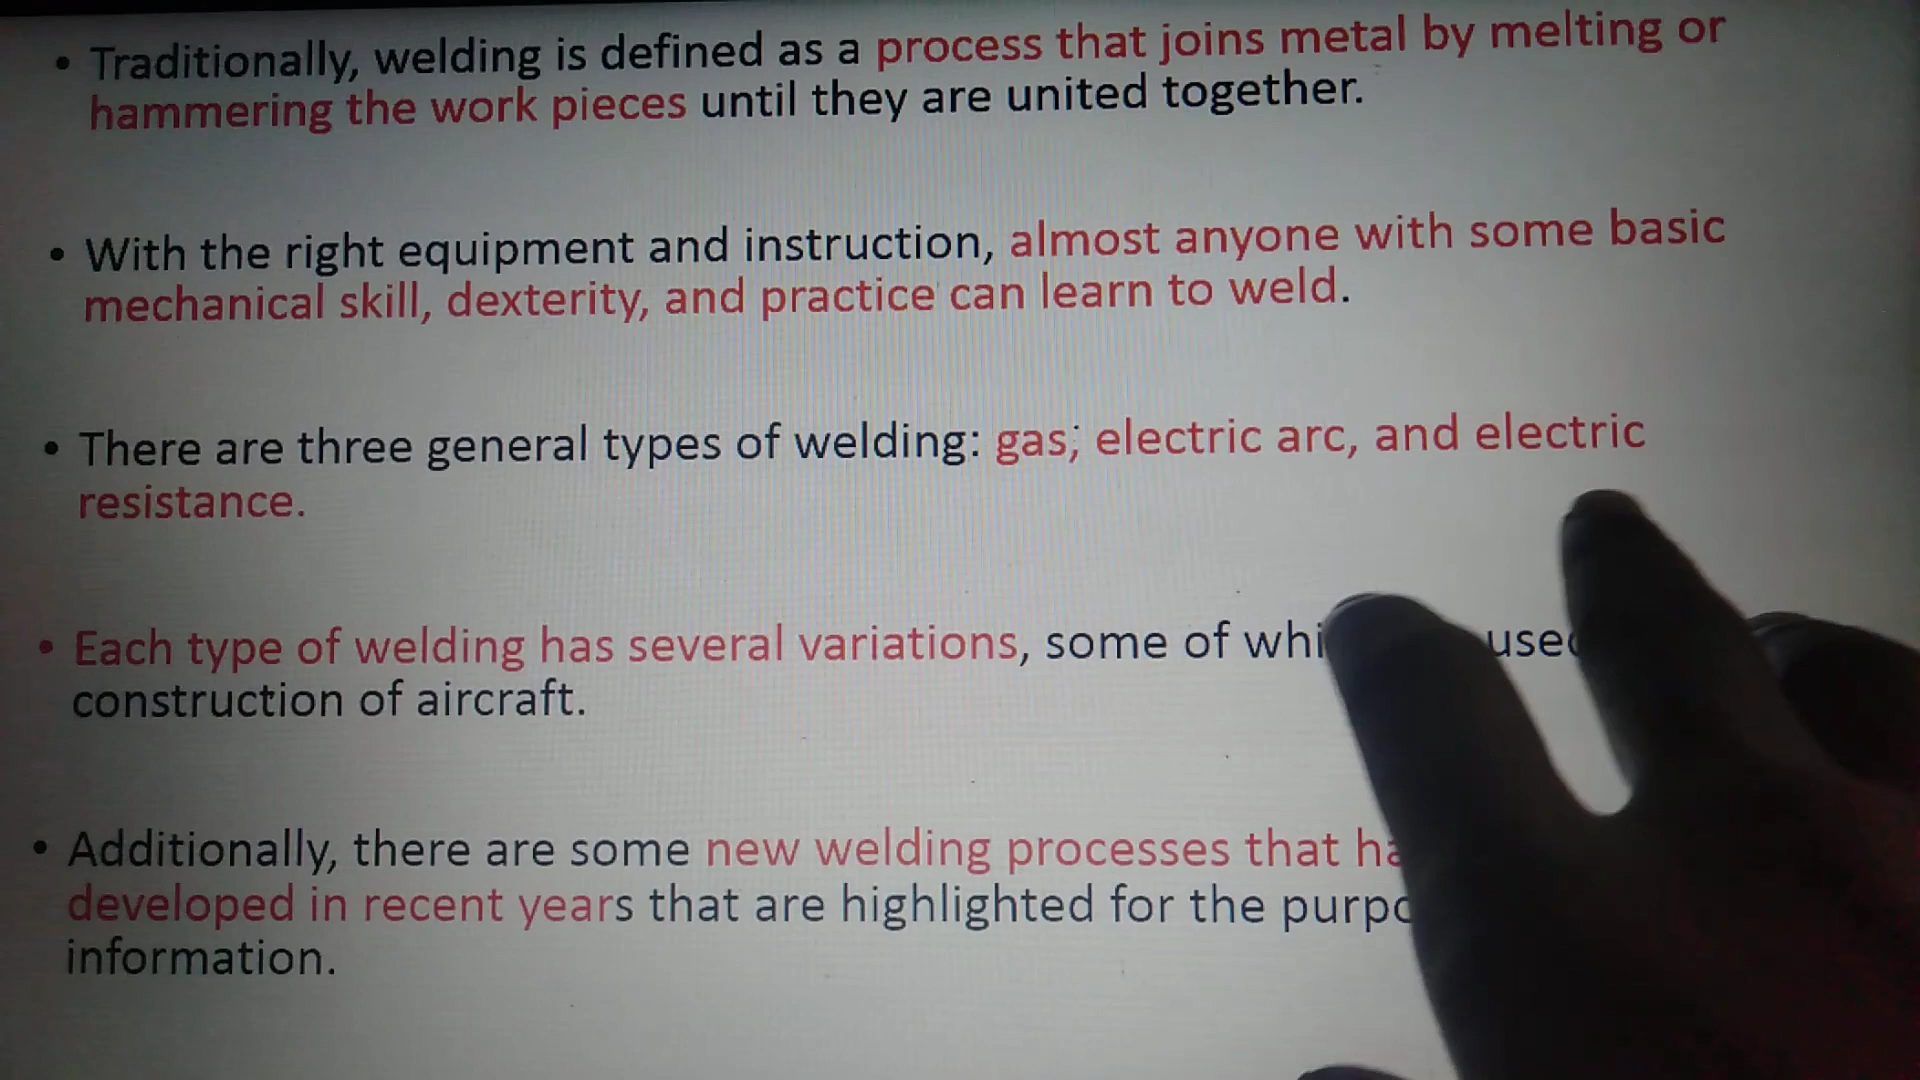 • Traditionally, welding is defined as a process that joins metal by melting or
hammering the work pieces until they are united together.
• With the right equipment and instruction, almost anyone with some basic
mechanical skill, dexterity, and practice can learn to weld.
• There are three general types of welding: gas, electric arc, and electric
resistance.
• Each type of welding has several variations, some of
construction of aircraft.
• Additionally, there are some new welding processes that
developed in recent years that are highlighted for the
information.